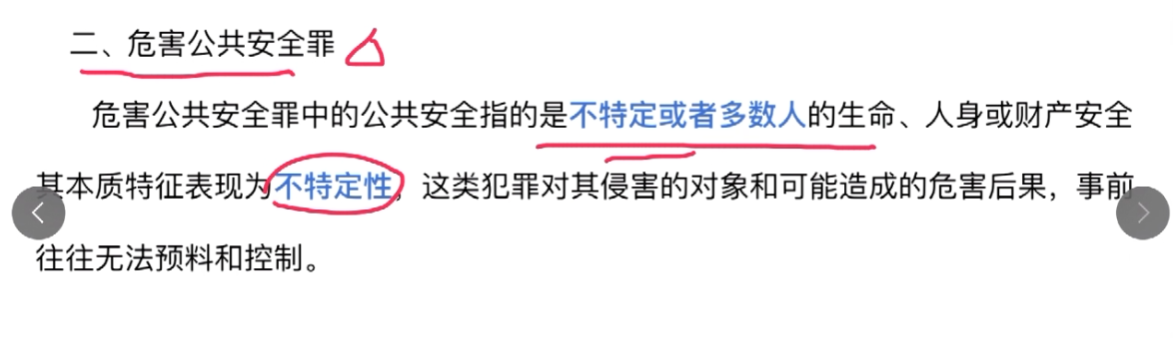 二、危害公共安全罪
危害公共安全罪中的公共安全指的是不特定或者多数人的生命、人身或财产安全
其本质特征表现为不特定性，这类犯罪对其侵害的对象和可能造成的危害后果，事前
往往无法预料和控制。